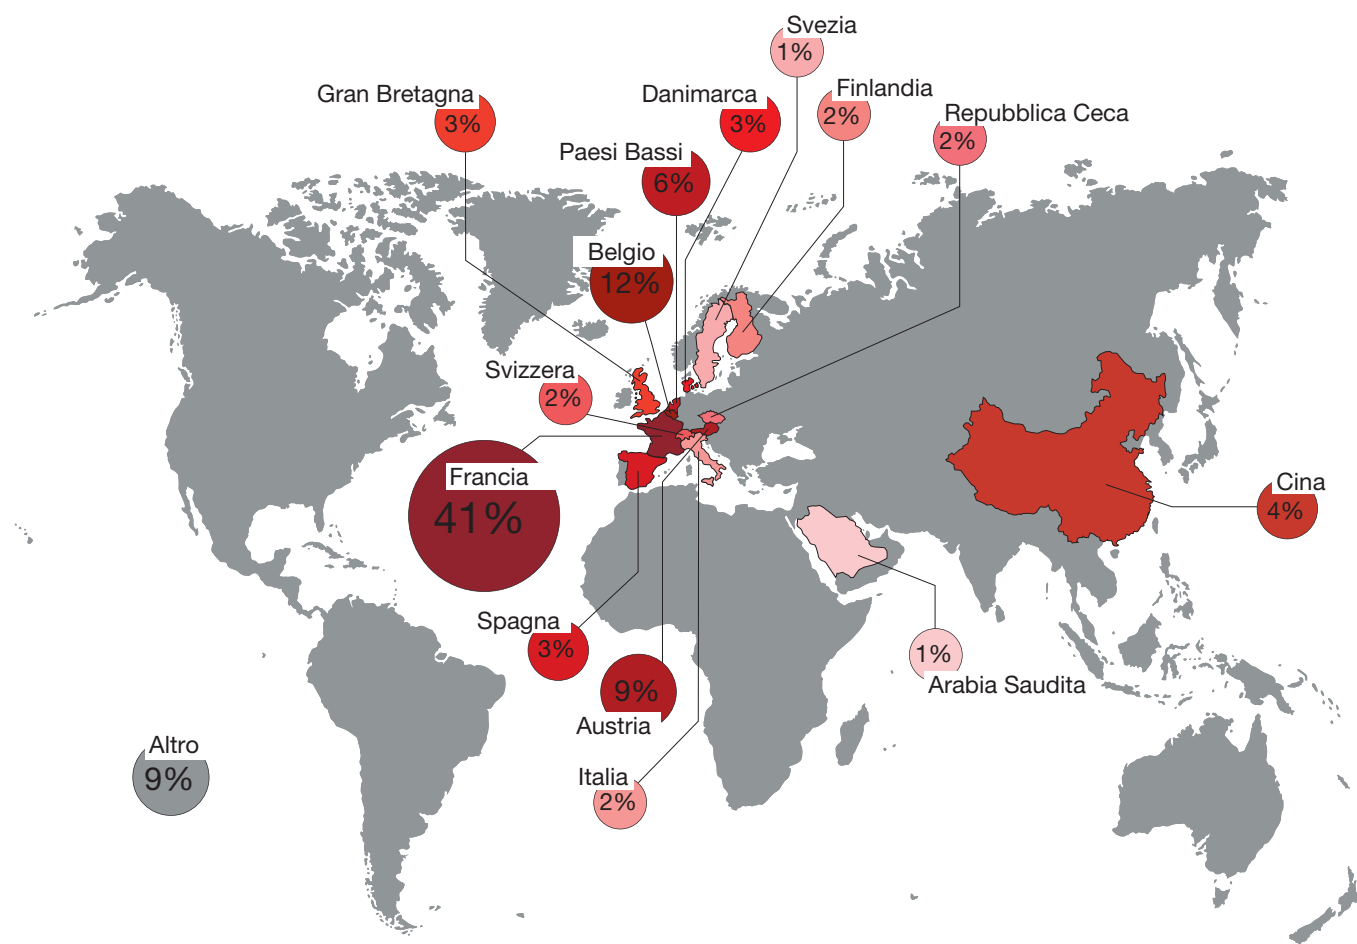 Svezia
1%
Finlandia
2%
Gran Bretagna
3%
Danimarca
3%
Repubblica Ceca
2%
Paesi Bassi
6%
Belgio
12%
Svizzera
2%
Francia
41%
Cina
4%
Spagna
3%
1%
Arabia Saudita
9%
Austria
Altro
9%
Italia
2%